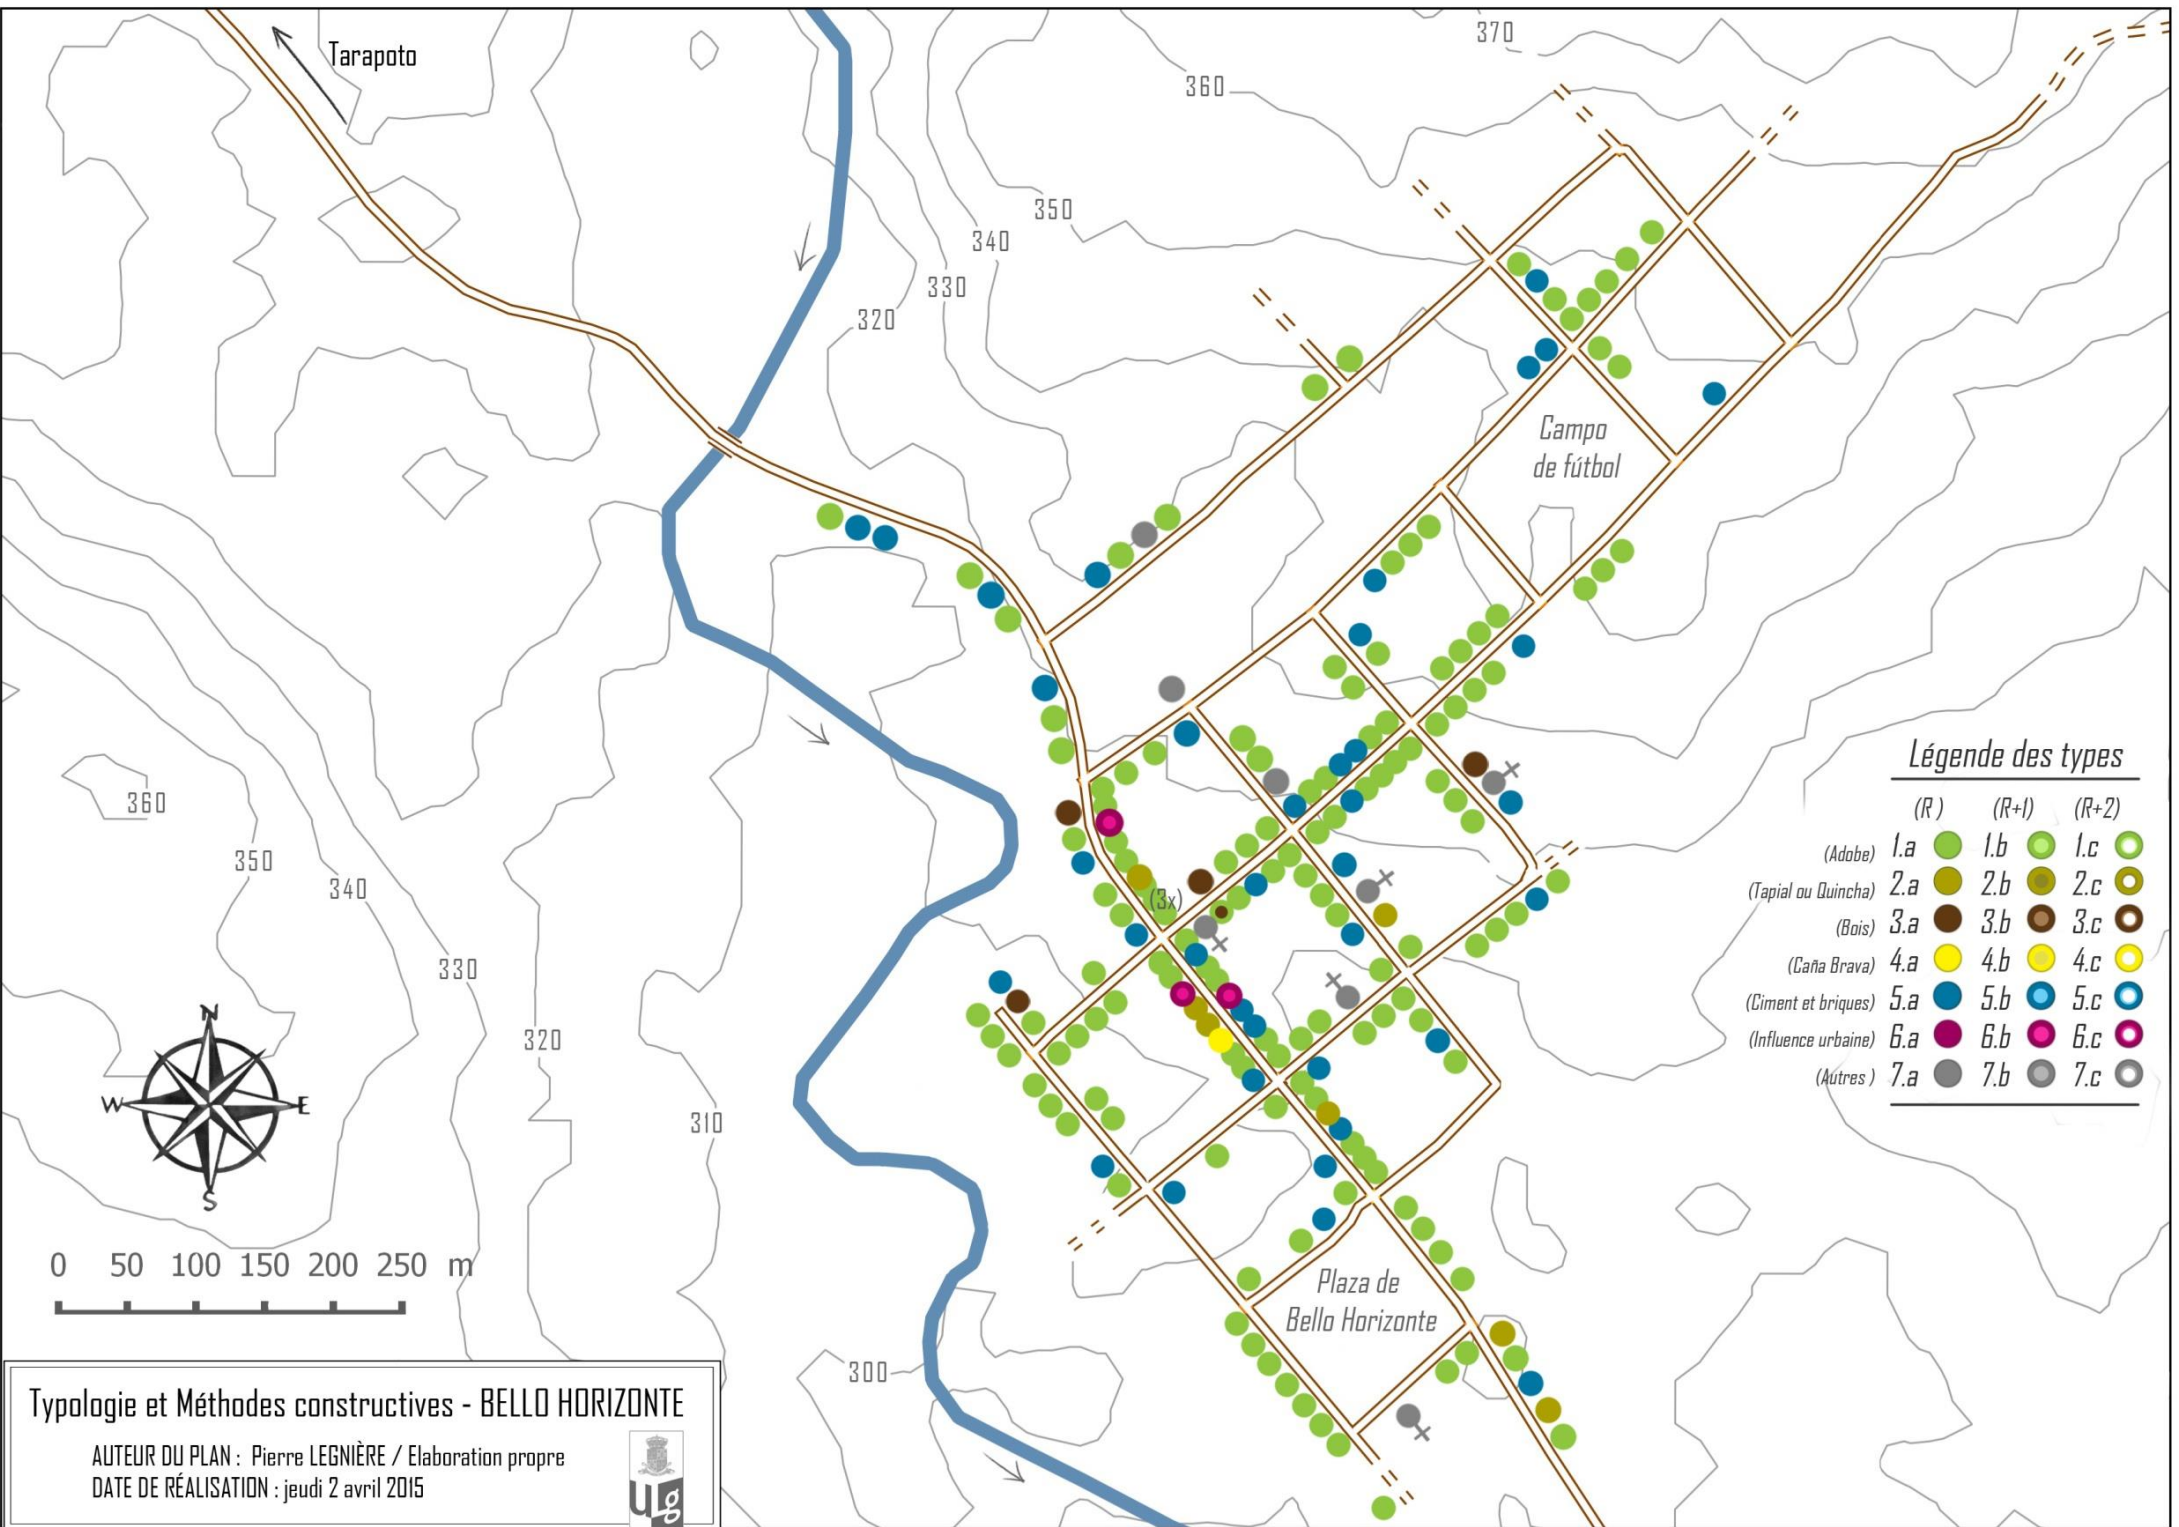 Tarapoto
370
360
350
340
330
320
Campo
de fútbol
(3x)
360
350
340
330
320
310
300
Légende des types
(R) (R+1) (R+2)
(Adobe) 1.a 1.b 1.c
(Tapial ou Quincha) 2.a 2.b 2.c
(Bois) 3.a 3.b 3.c
(Caña Brava) 4.a 4.b 4.c
(Ciment et briques) 5.a 5.b 5.c
(Influence urbaine) 6.a 6.b 6.c
(Autres) 7.a 7.b 7.c
N
W E
S
0 50 100 150 200 250 m
Plaza de
Bello Horizonte
Typologie et Méthodes constructives - BELLO HORIZONTE
AUTEUR DU PLAN : Pierre LEGNIÈRE / Elaboration propre
DATE DE RÉALISATION : jeudi 2 avril 2015
ULg